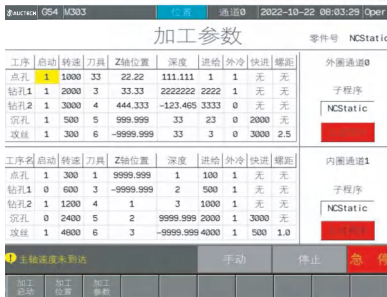 AUCTECH G54 M303 位置 通道0 2022-10-22 08:03:29 Oper
加工参数 零件号 NCStatic
工序 启动 转速 刀具 Z轴位置 深度 进给 外冷 快进 螺距 外圈通道0
点孔 1 1000 33 22.22 111.111 1 1 无 无
钻孔1 1 2000 3 33.33 2222222 2222 1 无 无 子程序
钻孔2 1 3000 4 444.333 -123.465 3333 0 无 无 NCStatic
沉孔 1 500 5 999.999 33 23 0 2000 无
攻丝 1 300 6 -9999.999 33 3 0 3000 2.5
工序名 启动 转速 刀具 Z轴位置 深度 进给 外冷 快进 螺距 内圈通道1
点孔 1 300 1 9999.999 1 100 1 无 无
钻孔1 0 600 3 -9999.999 2 500 1 无 无 子程序
钻孔2 1 1200 4 1 3 1000 1 无 无 NCStatic
沉孔 0 2400 5 2 9999.999 2000 1 3000 无
攻丝 1 4800 6 3 -9999.999 4000 1 500 1.0
主轴速度未到达 手动 停止 急 停
加工启动 加工位置 加工参数